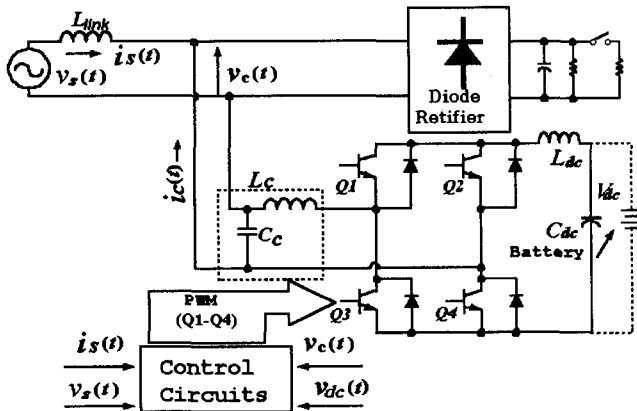 Llink
is(t)
vs(t)
vc(t)
Diode
Retifier
ic(t)
Lc
Cc
Q1
Q2
Ldc
Vdc
Cdc
Battery
PWM
(Q1-Q4)
Q3
Q4
is(t)
vs(t)
Control
Circuits
vc(t)
vdc(t)